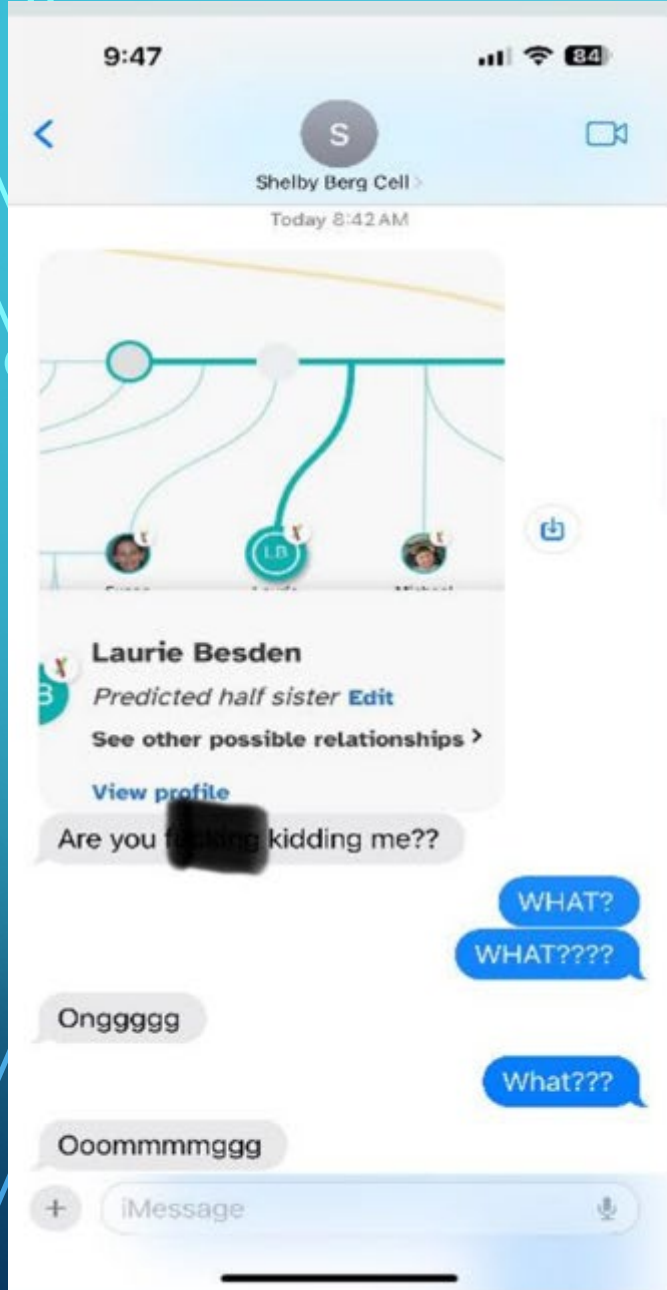 9:47
84
S
Shelby Berg Cell >
Today 8:42 AM
LB
Laurie Besden
B
Predicted half sister Edit
See other possible relationships >
View profile
Are you kidding me??
WHAT?
WHAT????
Onggggg
What???
Ooommmmggg
+ iMessage